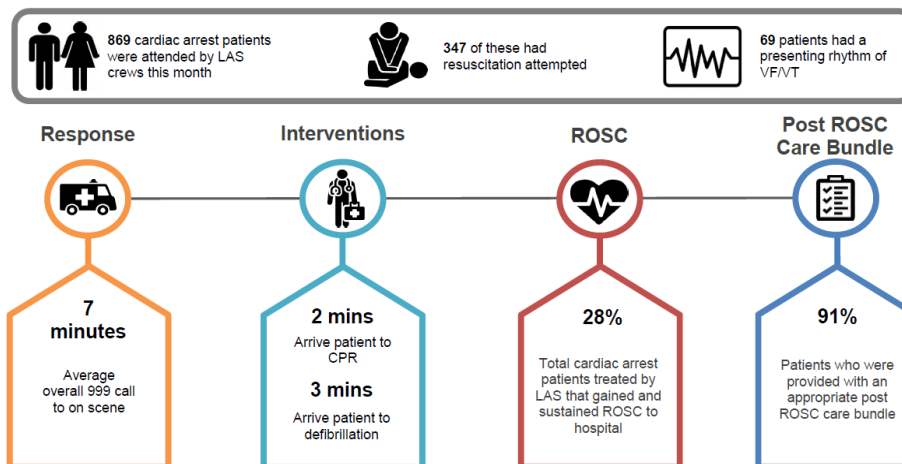 869 cardiac arrest patients
were attended by LAS
crews this month
347 of these had
resuscitation attempted
69 patients had a
presenting rhythm of
VF/VT
Response
Interventions
ROSC
Post ROSC
Care Bundle
7
minutes
Average
overall 999 call
to on scene
2 mins
Arrive patient to
CPR
3 mins
Arrive patient to
defibrillation
28%
Total cardiac arrest
patients treated by
LAS that gained and
sustained ROSC to
hospital
91%
Patients who were
provided with an
appropriate post
ROSC care bundle